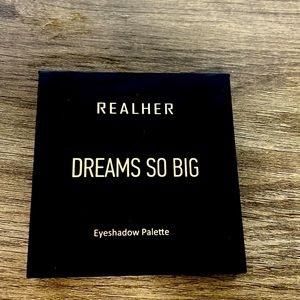 REALHER
DREAMS SO BIG
Eyeshadow Palette